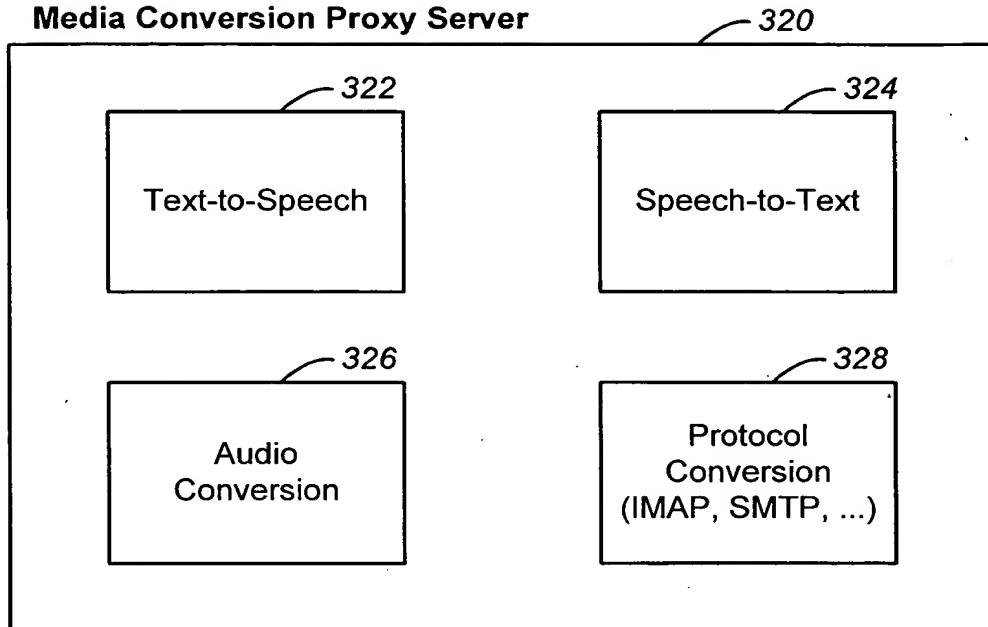 Media Conversion Proxy Server
320
322
324
Text-to-Speech
Speech-to-Text
326
328
Audio
Conversion
Protocol
Conversion
(IMAP, SMTP, ...)